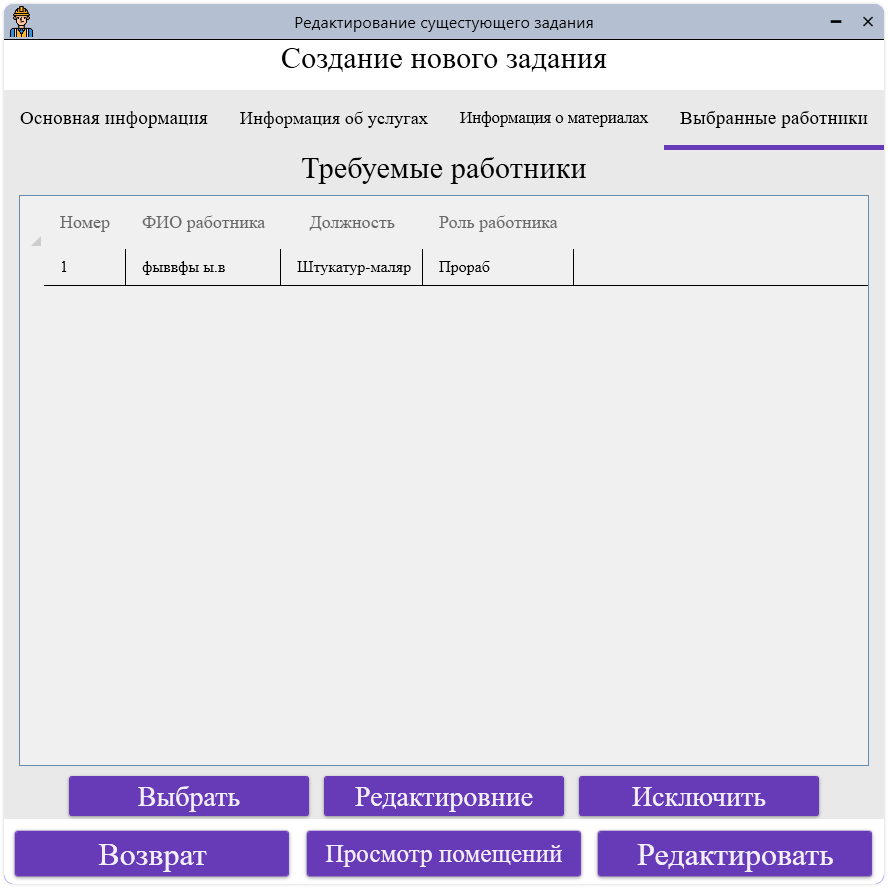 Редактирование сущестующего задания
Создание нового задания
Основная информация Информация об услугах Информация о материалах Выбранные работники
Требуемые работники
Номер ФИО работника Должность Роль работника
1 фыввфы ы.в Штукатур-маляр Прораб
Выбрать Редактировние Исключить
Возврат Просмотр помещений Редактировать